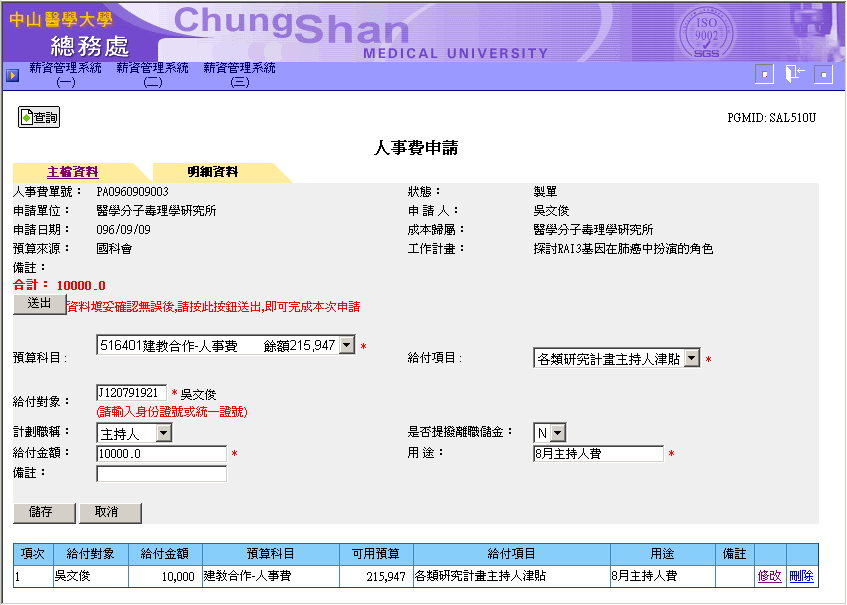 中山醫學大學
總務處
ChungShan
MEDICAL UNIVERSITY
ISO
9002
SGS
薪資管理系統(一) 薪資管理系統(二) 薪資管理系統(三)
查詢
PGMID: SAL510U
人事費申請
主檔資料 明細資料
人事費單號： PA0960909003 狀態： 製單
申請單位： 醫學分子毒理學研究所 申 請 人： 吳文俊
申請日期： 096/09/09 成本歸屬： 醫學分子毒理學研究所
預算來源： 國科會 工作計畫： 探討RAI3基因在肺癌中扮演的角色
備註：
合計： 10000.0
送出 資料填妥確認無誤後,請按此按鈕送出,即可完成本次申請
預算科目： 516401建教合作-人事費 餘額215,947 * 給付項目： 各類研究計畫主持人津貼 *
給付對象： J120791921 * 吳文俊
(請輸入身份證號或統一證號)
計劃職稱： 主持人 是否提撥離職儲金： N
給付金額： 10000.0 * 用 途： 8月主持人費 *
備註：
儲存 取消
項次 給付對象 給付金額 預算科目 可用預算 給付項目 用途 備註
1 吳文俊 10,000 建教合作-人事費 215,947 各類研究計畫主持人津貼 8月主持人費 修改 刪除